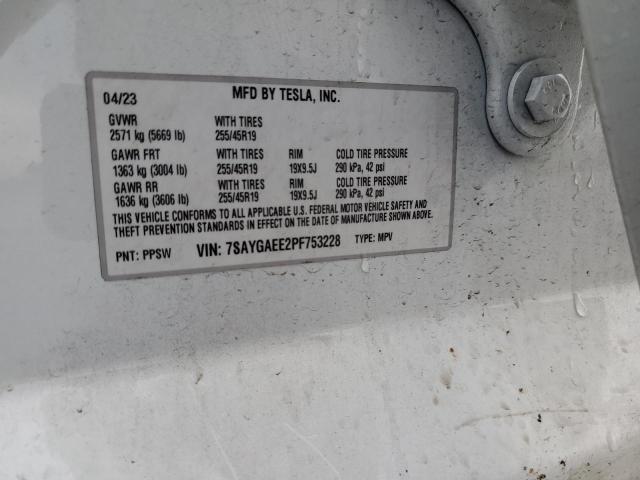 04/23 MFD BY TESLA, INC.
GVWR WITH TIRES
2571 kg (5669 lb) 255/45R19
GAWR FRT WITH TIRES RIM COLD TIRE PRESSURE
1363 kg (3004 lb) 255/45R19 19X9.5J 290 kPa, 42 psi
GAWR RR WITH TIRES RIM COLD TIRE PRESSURE
1636 kg (3606 lb) 255/45R19 19X9.5J 290 kPa, 42 psi
THIS VEHICLE CONFORMS TO ALL APPLICABLE U.S. FEDERAL MOTOR VEHICLE SAFETY AND
THEFT PREVENTION STANDARDS IN EFFECT ON THE DATE OF MANUFACTURE SHOWN ABOVE.
PNT: PPSW VIN: 7SAYGAEE2PF753228 TYPE: MPV